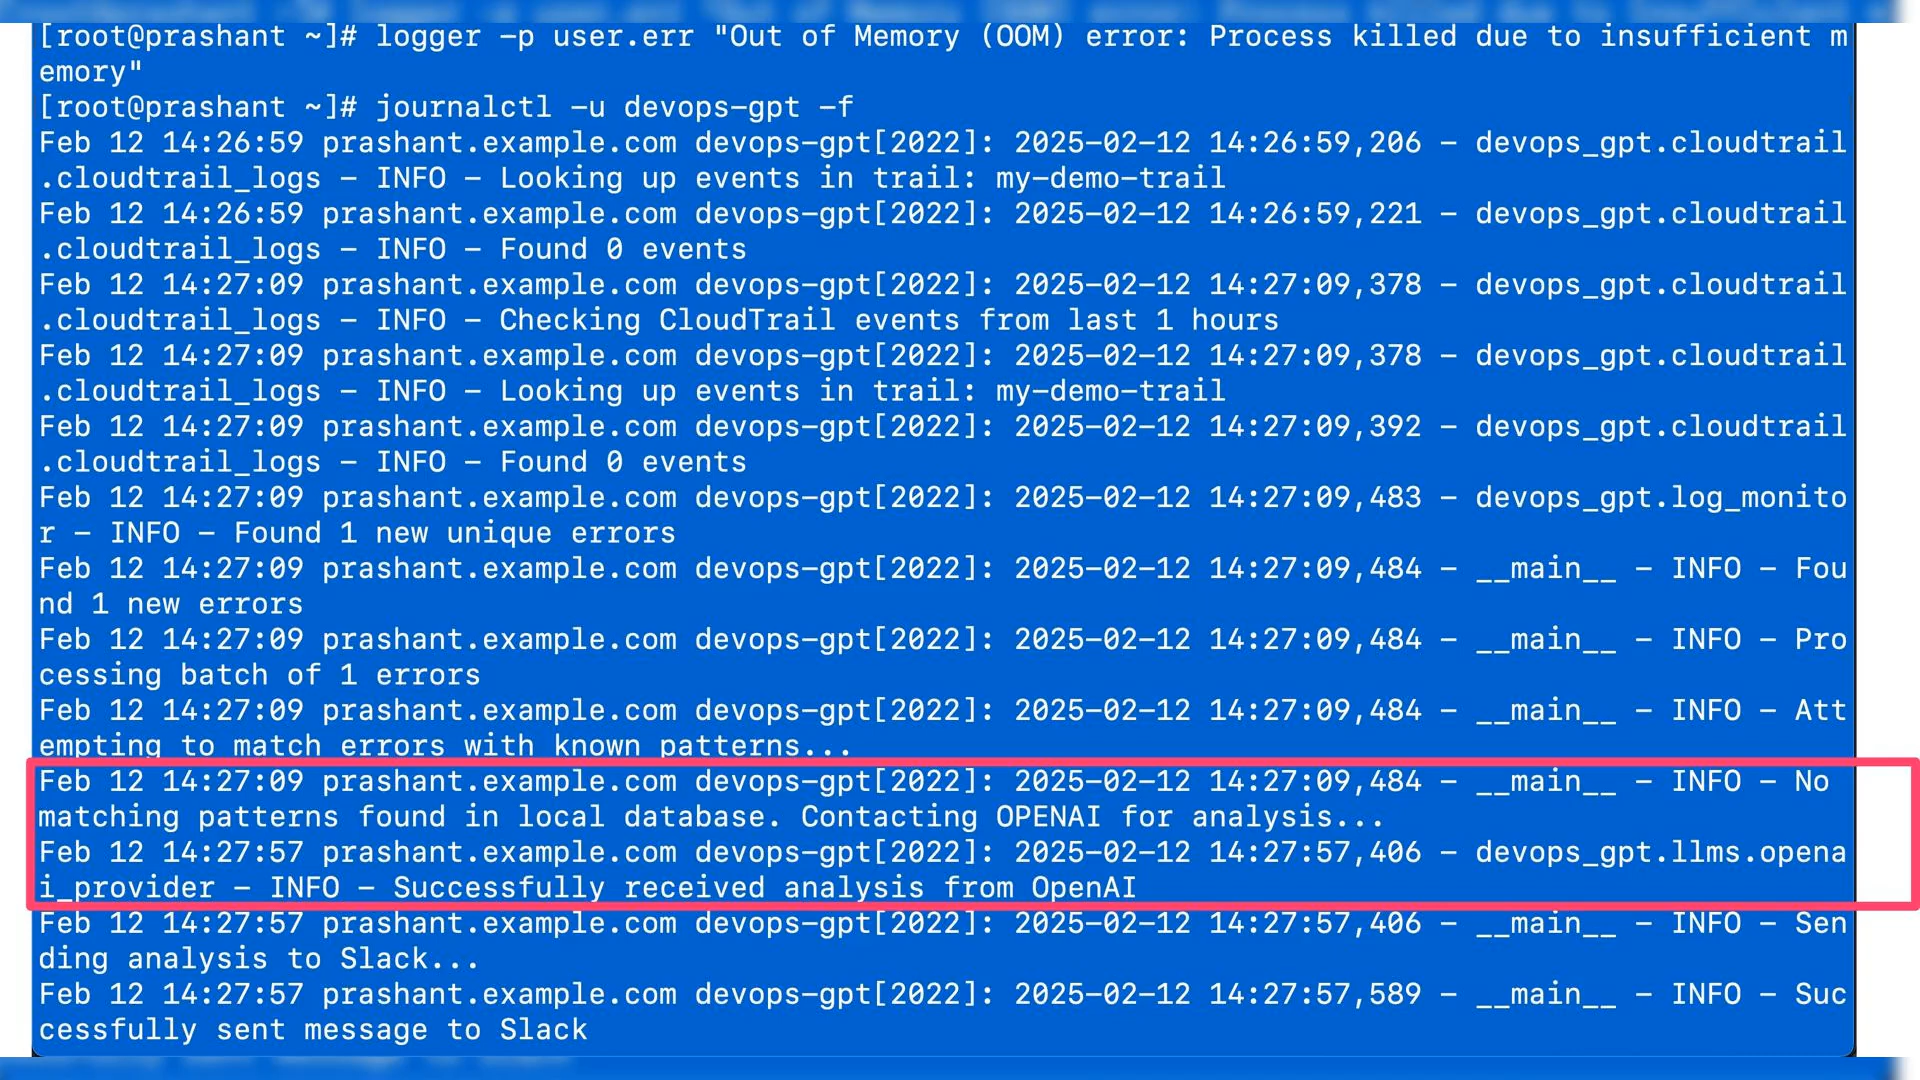 [root@prashant ~]# logger -p user.err "Out of Memory (OOM) error: Process killed due to insufficient m
emory"
[root@prashant ~]# journalctl -u devops-gpt -f
Feb 12 14:26:59 prashant.example.com devops-gpt[2022]: 2025-02-12 14:26:59,206 - devops_gpt.cloudtrail
.cloudtrail_logs - INFO - Looking up events in trail: my-demo-trail
Feb 12 14:26:59 prashant.example.com devops-gpt[2022]: 2025-02-12 14:26:59,221 - devops_gpt.cloudtrail
.cloudtrail_logs - INFO - Found 0 events
Feb 12 14:27:09 prashant.example.com devops-gpt[2022]: 2025-02-12 14:27:09,378 - devops_gpt.cloudtrail
.cloudtrail_logs - INFO - Checking CloudTrail events from last 1 hours
Feb 12 14:27:09 prashant.example.com devops-gpt[2022]: 2025-02-12 14:27:09,378 - devops_gpt.cloudtrail
.cloudtrail_logs - INFO - Looking up events in trail: my-demo-trail
Feb 12 14:27:09 prashant.example.com devops-gpt[2022]: 2025-02-12 14:27:09,392 - devops_gpt.cloudtrail
.cloudtrail_logs - INFO - Found 0 events
Feb 12 14:27:09 prashant.example.com devops-gpt[2022]: 2025-02-12 14:27:09,483 - devops_gpt.log_monito
r - INFO - Found 1 new unique errors
Feb 12 14:27:09 prashant.example.com devops-gpt[2022]: 2025-02-12 14:27:09,484 - __main__ - INFO - Fou
nd 1 new errors
Feb 12 14:27:09 prashant.example.com devops-gpt[2022]: 2025-02-12 14:27:09,484 - __main__ - INFO - Pro
cessing batch of 1 errors
Feb 12 14:27:09 prashant.example.com devops-gpt[2022]: 2025-02-12 14:27:09,484 - __main__ - INFO - Att
empting to match errors with known patterns...
Feb 12 14:27:09 prashant.example.com devops-gpt[2022]: 2025-02-12 14:27:09,484 - __main__ - INFO - No
matching patterns found in local database. Contacting OPENAI for analysis...
Feb 12 14:27:57 prashant.example.com devops-gpt[2022]: 2025-02-12 14:27:57,406 - devops_gpt.llms.opena
i_provider - INFO - Successfully received analysis from OpenAI
Feb 12 14:27:57 prashant.example.com devops-gpt[2022]: 2025-02-12 14:27:57,406 - __main__ - INFO - Sen
ding analysis to Slack...
Feb 12 14:27:57 prashant.example.com devops-gpt[2022]: 2025-02-12 14:27:57,589 - __main__ - INFO - Suc
cessfully sent message to Slack